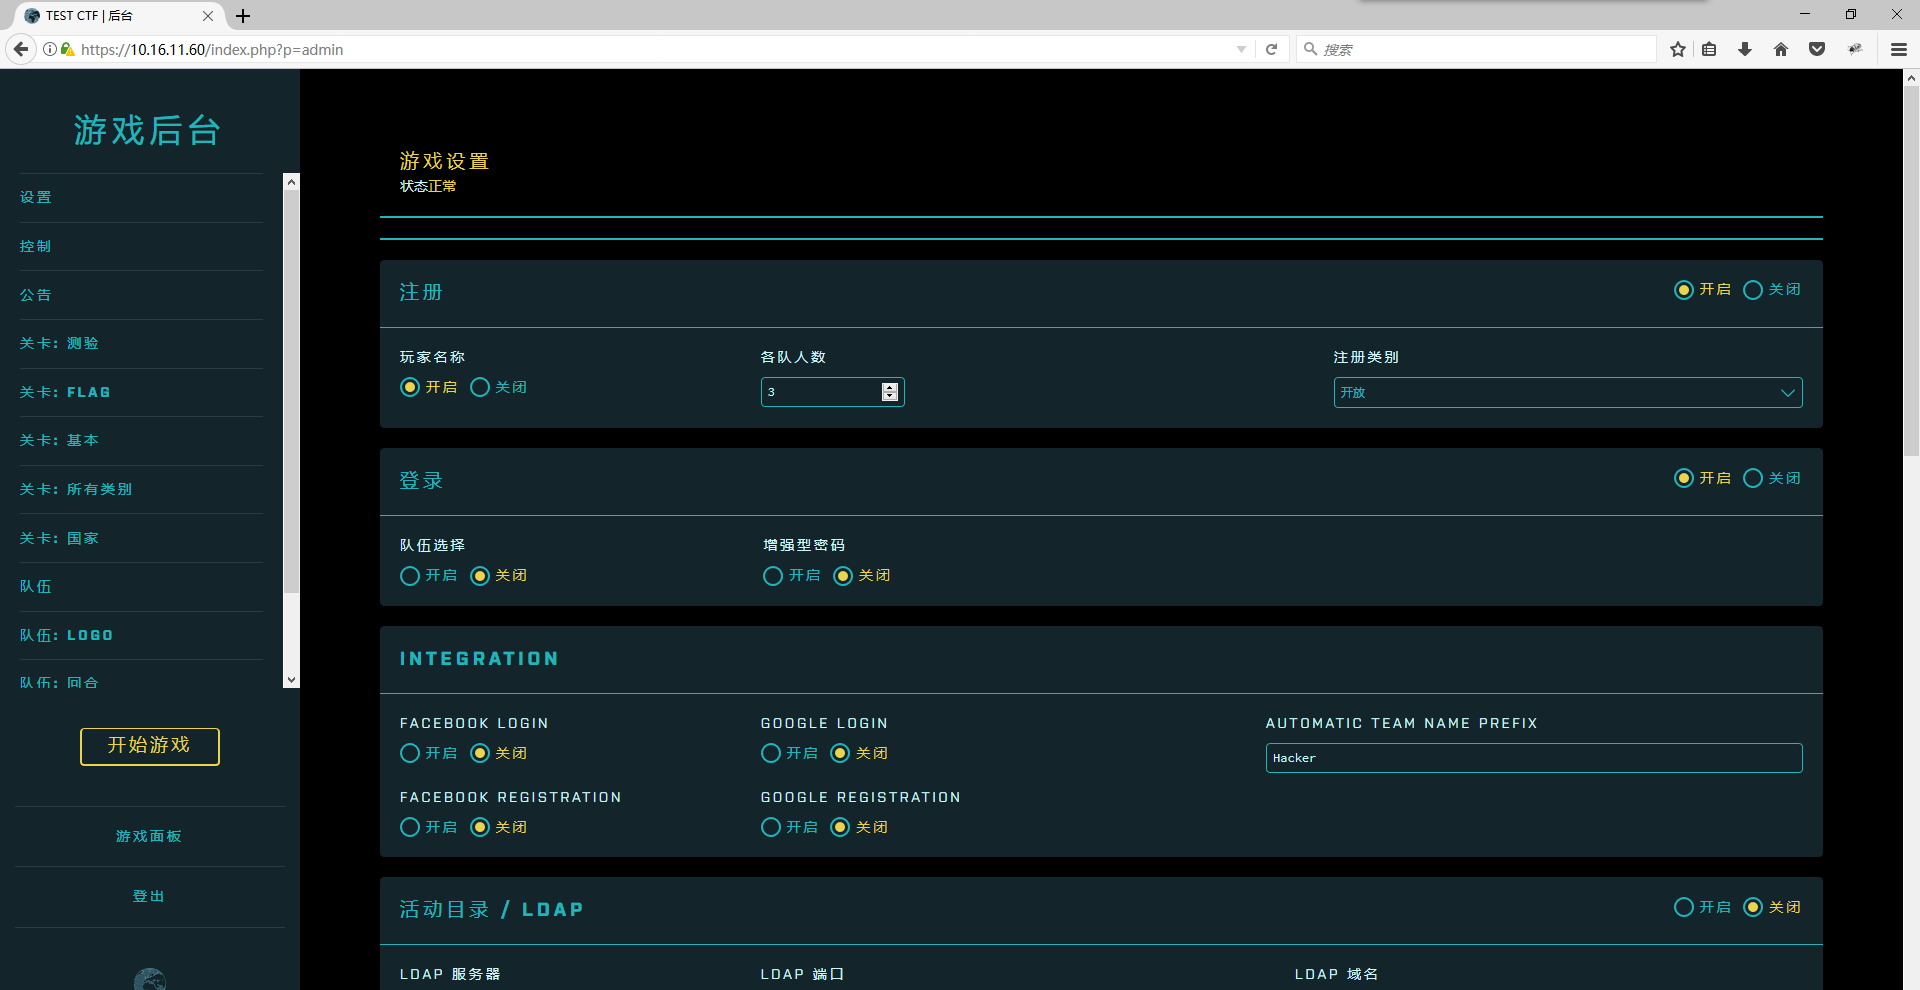 TEST CTF | 后台
https://10.16.11.60/index.php?p=admin
搜索
游戏后台
设置
控制
公告
关卡: 测验
关卡: FLAG
关卡: 基本
关卡: 所有类别
关卡: 国家
队伍
队伍: LOGO
队伍: 回合
开始游戏
游戏面板
登出
游戏设置
状态正常
注册
开启 关闭
玩家名称 各队人数 注册类别
开启 关闭 3 开放
登录
开启 关闭
队伍选择 增强型密码
开启 关闭 开启 关闭
INTEGRATION
FACEBOOK LOGIN GOOGLE LOGIN AUTOMATIC TEAM NAME PREFIX
开启 关闭 开启 关闭 Hacker
FACEBOOK REGISTRATION GOOGLE REGISTRATION
开启 关闭 开启 关闭
活动目录 / LDAP
开启 关闭
LDAP 服务器 LDAP 端口 LDAP 域名